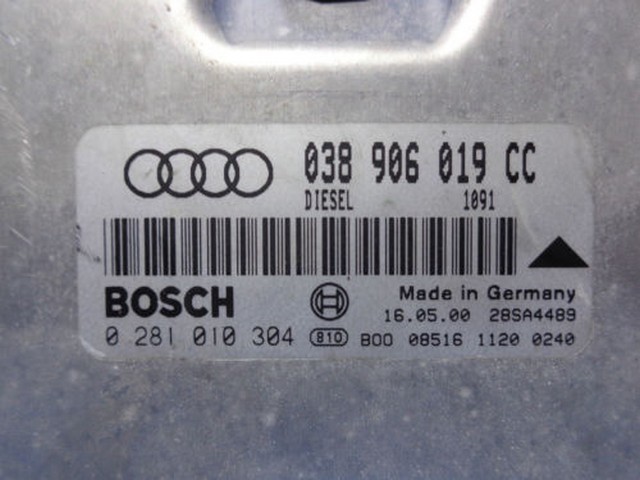 038 906 019 CC
DIESEL 1091
BOSCH Made in Germany
16.05.00 28SA4489
0 281 010 304 810 B00 08516 1120 0240